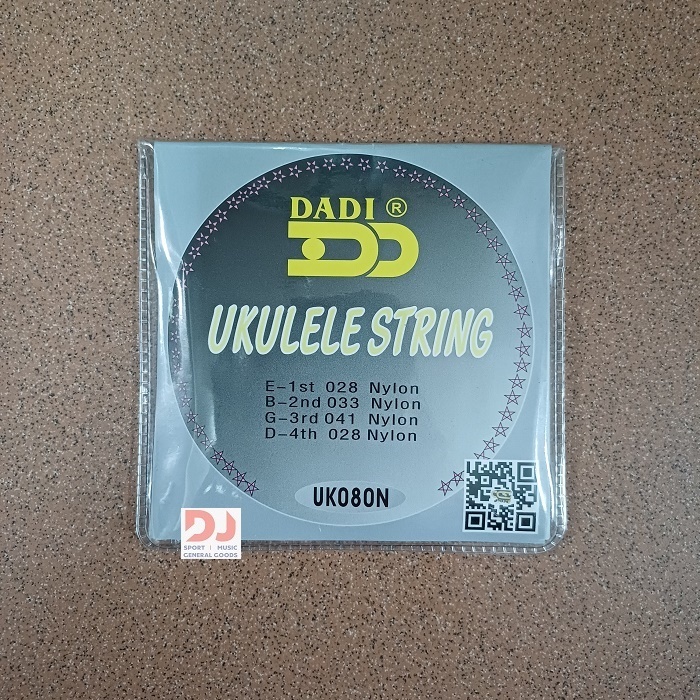 DADI ®
UKULELE STRING
E-1st 028 Nylon
B-2nd 033 Nylon
G-3rd 041 Nylon
D-4th 028 Nylon
UK080N
DJ
SPORT | MUSIC
GENERAL GOODS